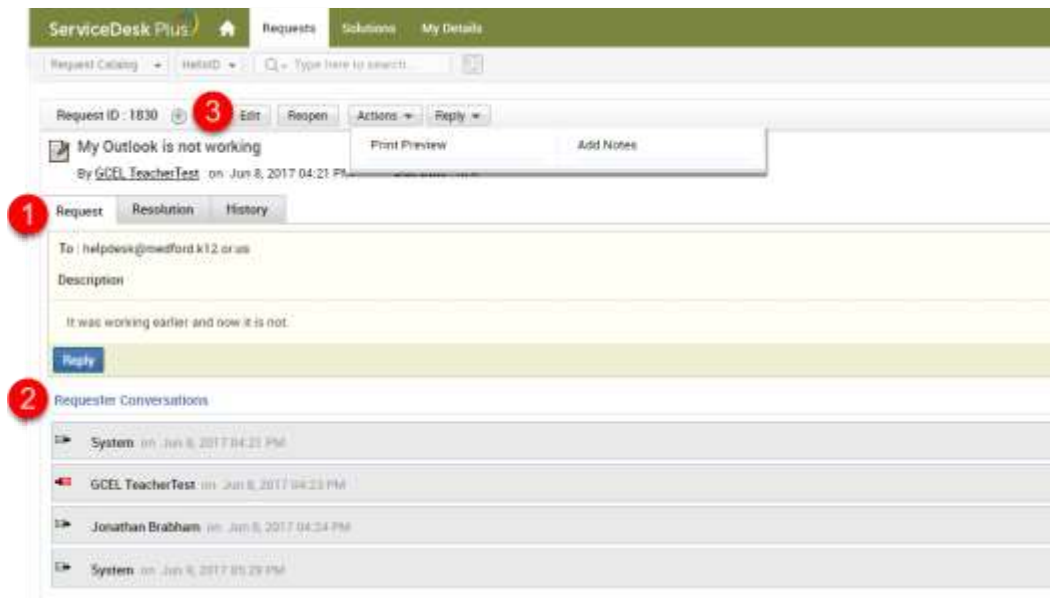 ServiceDesk Plus Requests Solutions My Details
Request Catalog Type here to search...
Request ID : 1830 3 Edit Reopen Actions Reply
My Outlook is not working Print Preview Add Notes
By GCEL TeacherTest on Jun 8, 2017 04:21 PM
1 Request Resolution History
To : helpdesk@medford.k12.or.us
Description
It was working earlier and now it is not.
Reply
2 Requester Conversations
System on Jun 8, 2017 04:21 PM
GCEL TeacherTest on Jun 8, 2017 04:23 PM
Jonathan Brabham on Jun 8, 2017 04:24 PM
System on Jun 8, 2017 05:29 PM